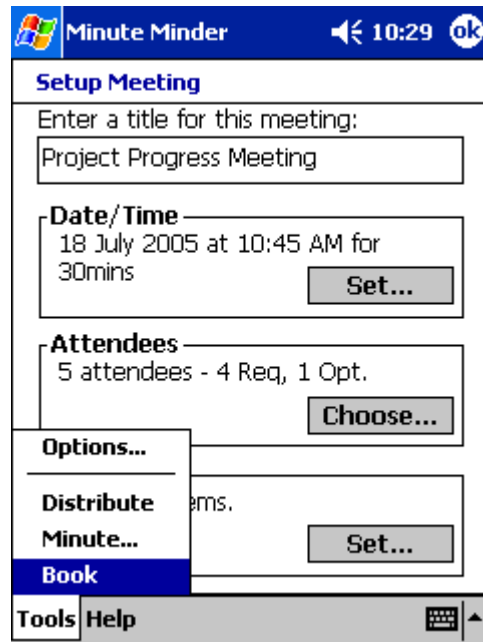 Minute Minder 10:29 ok
Setup Meeting
Enter a title for this meeting:
Project Progress Meeting
Date/Time
18 July 2005 at 10:45 AM for
30mins
Set...
Attendees
5 attendees - 4 Req, 1 Opt.
Choose...
Options...
Distribute
Minute...
Book
Set...
Tools Help